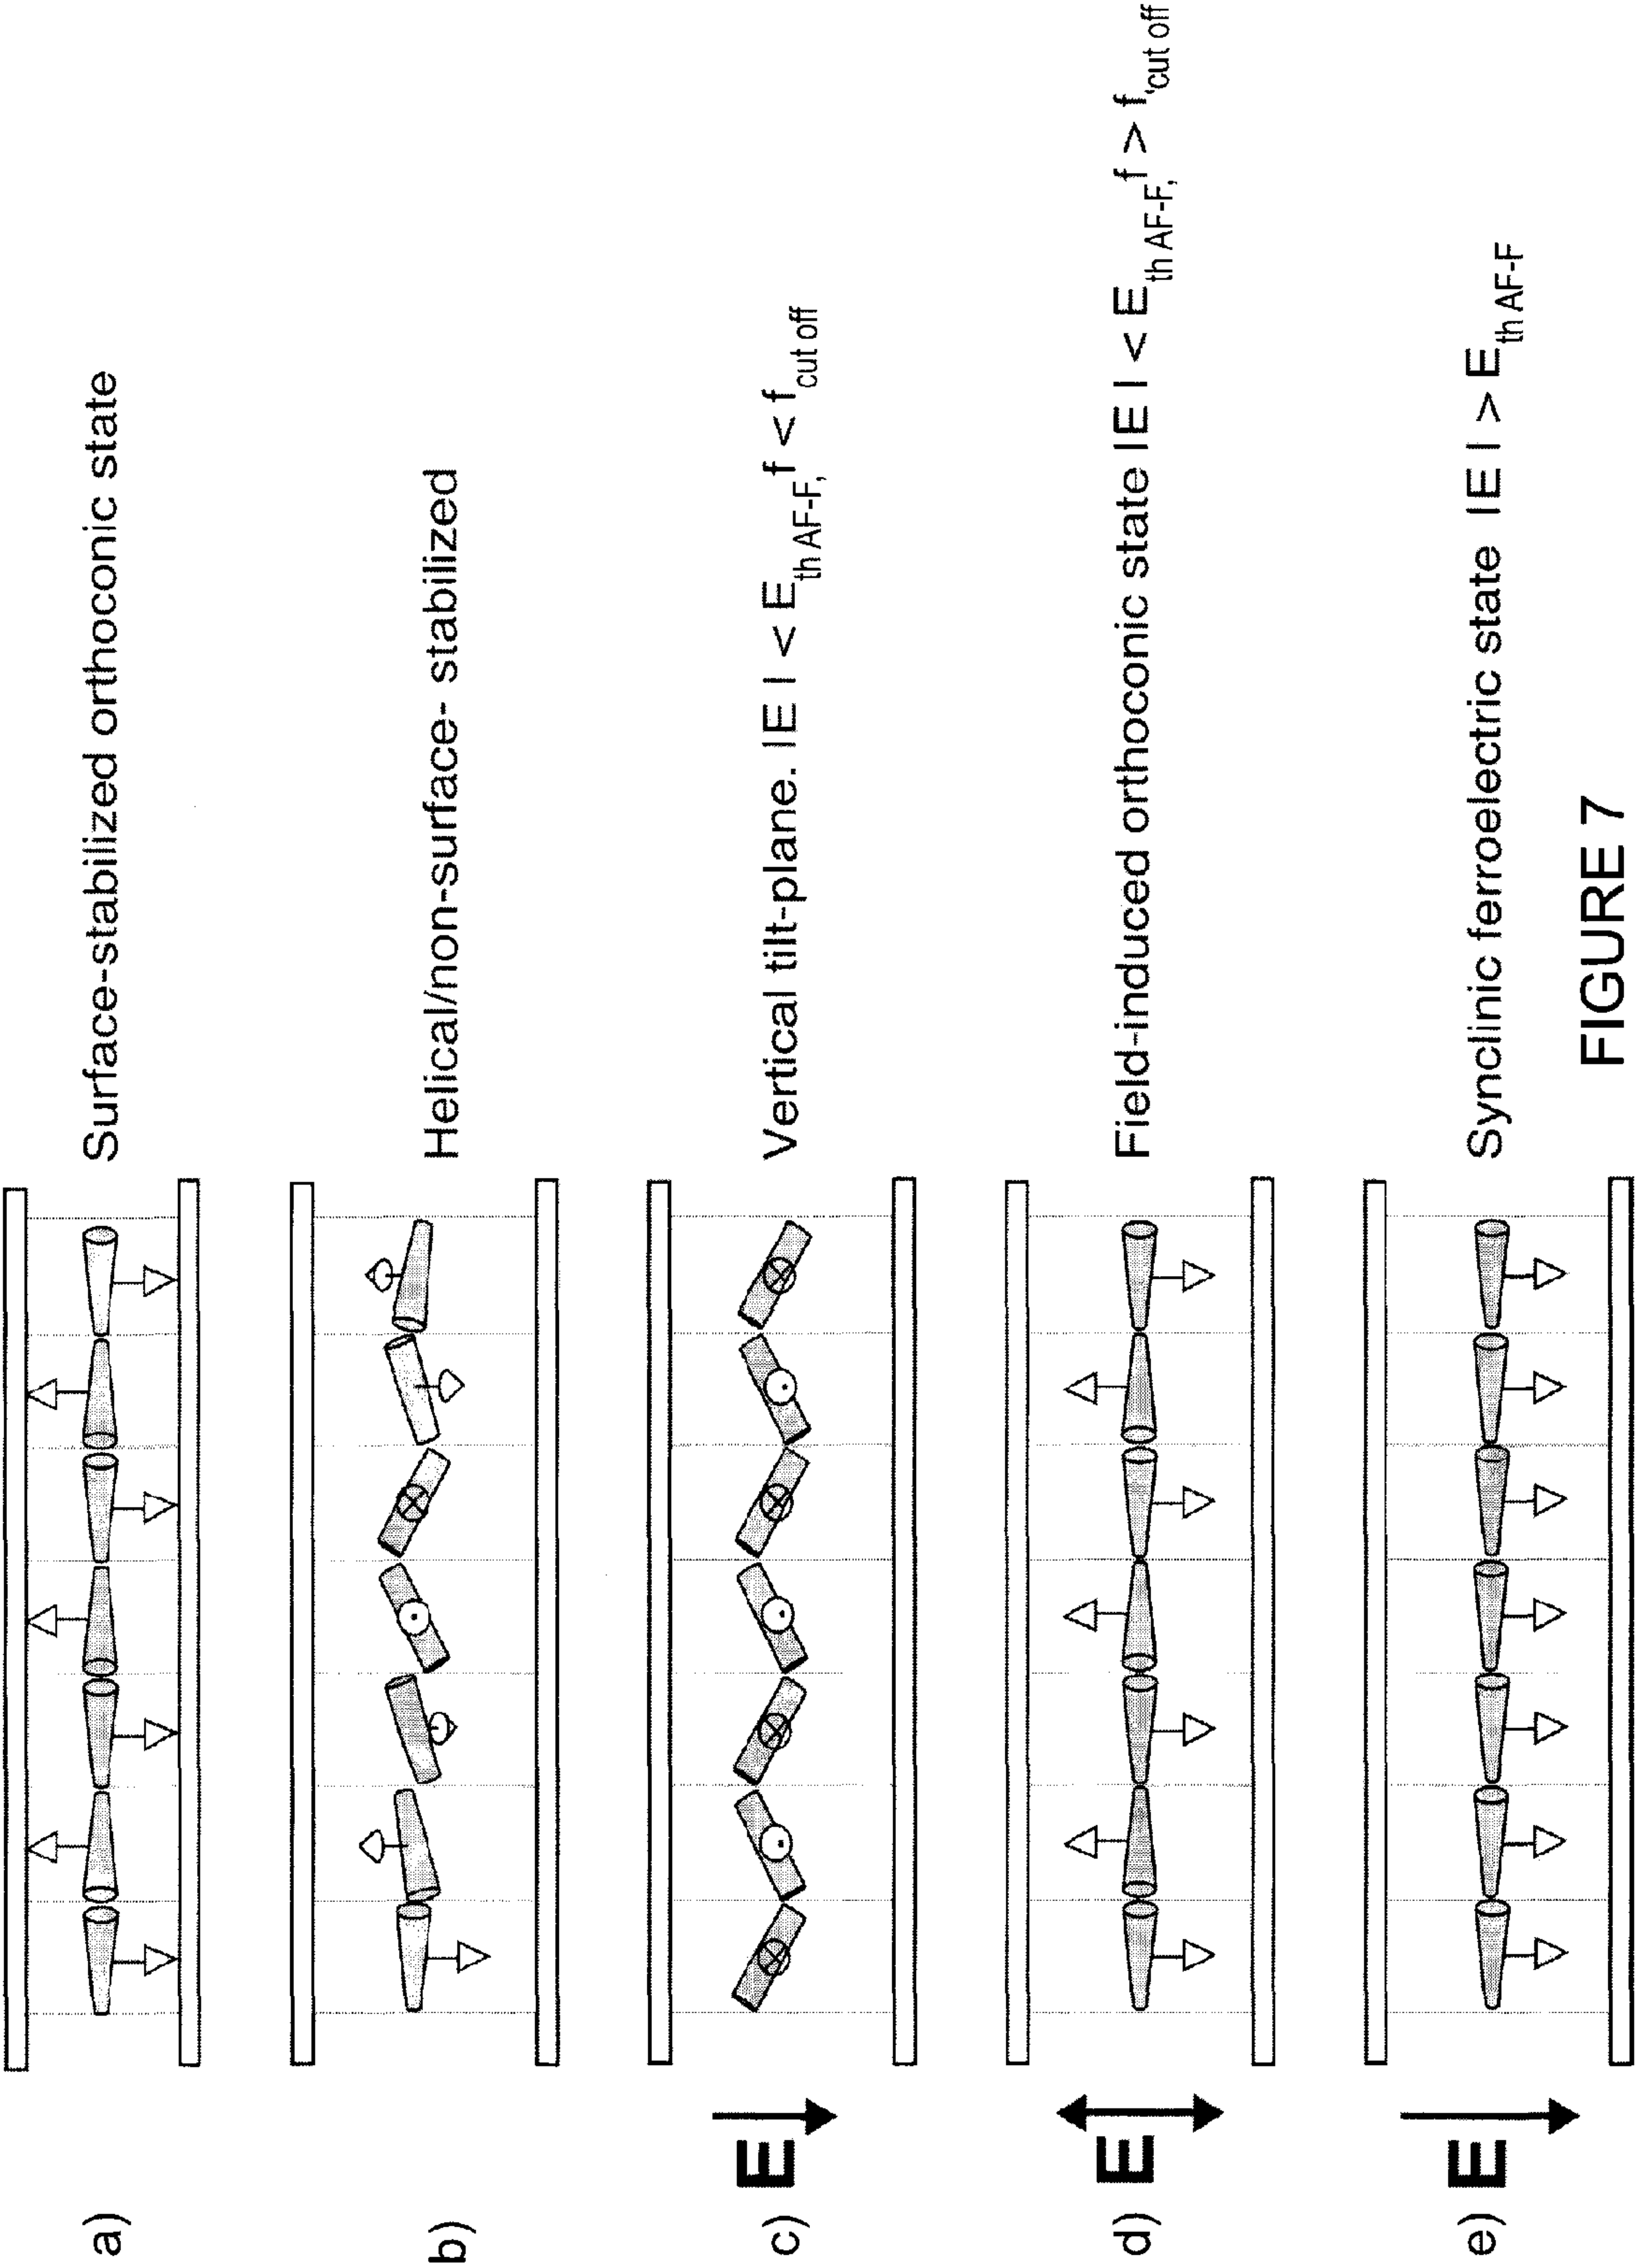 a) Surface-stabilized orthoconic state
b) Helical/non-surface- stabilized
c) E Vertical tilt-plane. |E| < E th AF-F, f < f cut off
d) E Field-induced orthoconic state |E| < E th AF-F, f > f, cut off
e) E Synclinic ferroelectric state |E| > E th AF-F
FIGURE 7